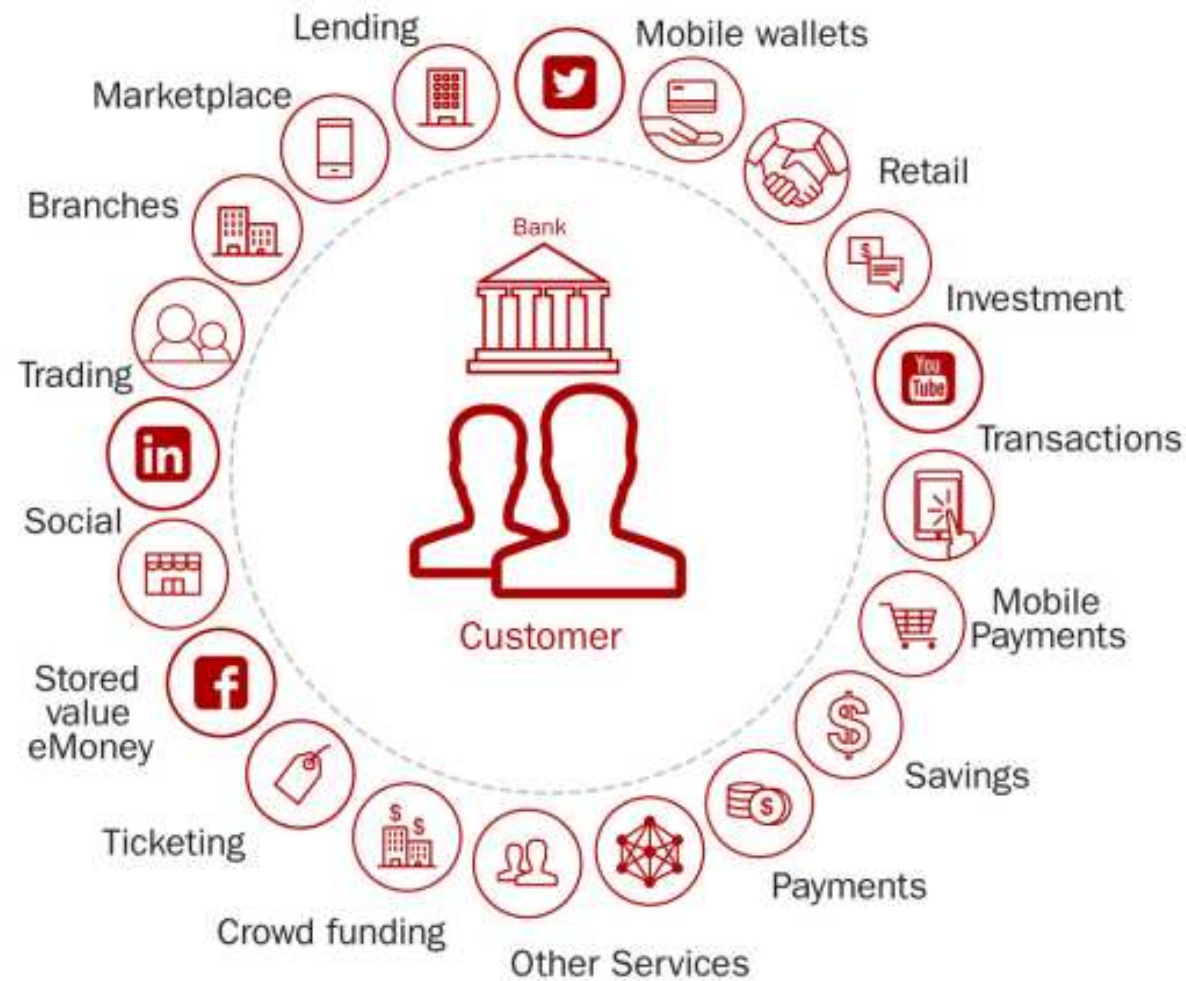 Lending
Mobile wallets
Marketplace
Retail
Branches
Bank
$
Investment
You
Tube
Trading
Transactions
in
Social
Mobile
Payments
Customer
f
Stored
value
eMoney
$
Savings
$
Ticketing
$ $
Payments
Crowd funding
Other Services